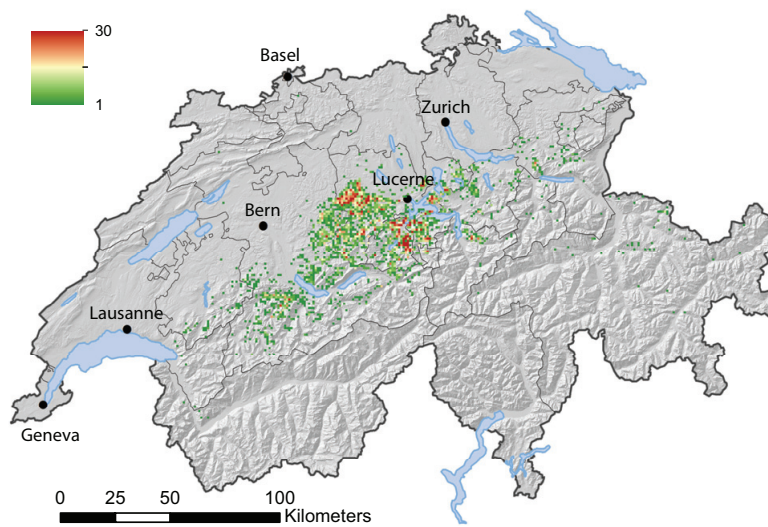 30
1
Basel
Zurich
Lucerne
Bern
Lausanne
Geneva
0 25 50 100
Kilometers